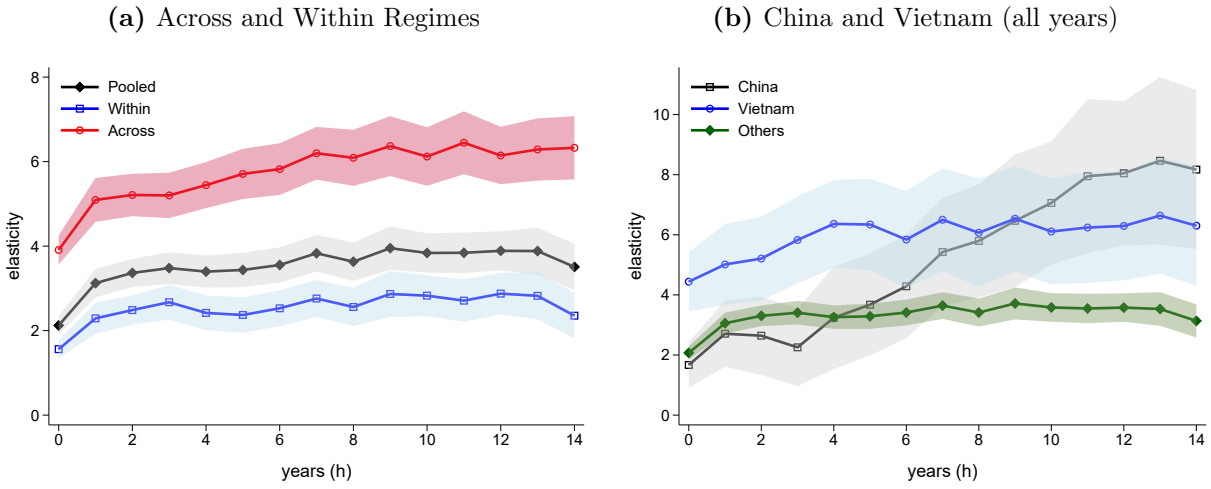 (a) Across and Within Regimes
8
6
4
2
0
elasticity
Pooled
Within
Across
0 2 4 6 8 10 12 14
years (h)
(b) China and Vietnam (all years)
10
8
6
4
2
0
elasticity
China
Vietnam
Others
0 2 4 6 8 10 12 14
years (h)